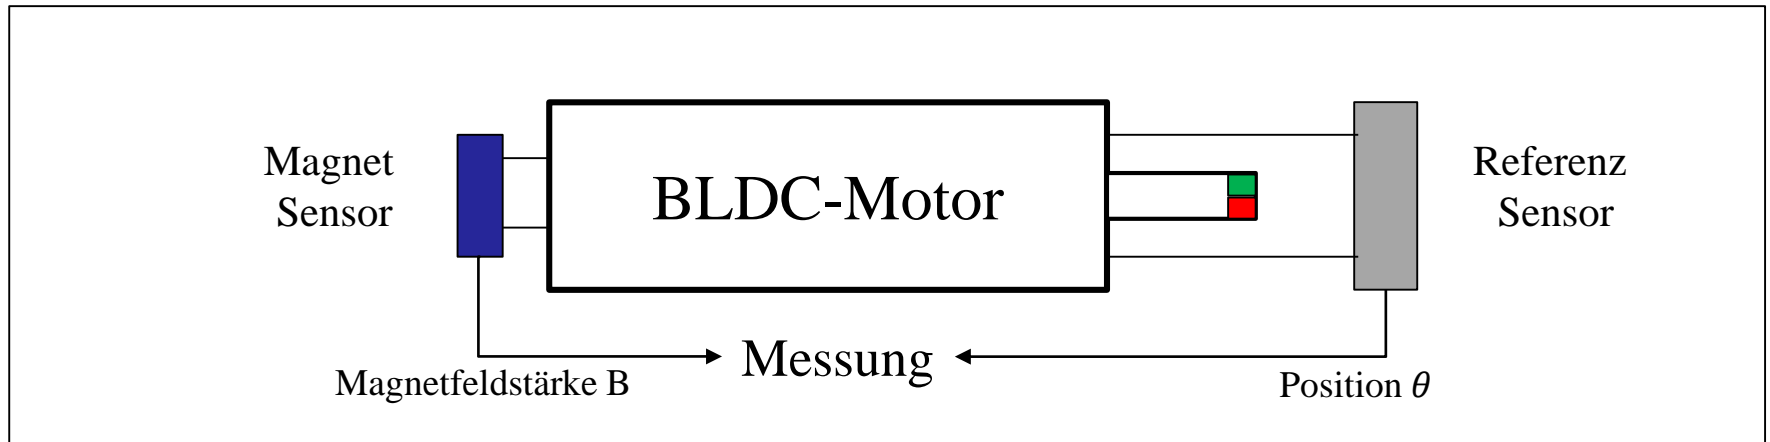 Magnet
Sensor
BLDC-Motor
Referenz
Sensor
Messung
Magnetfeldstärke B
Position θ